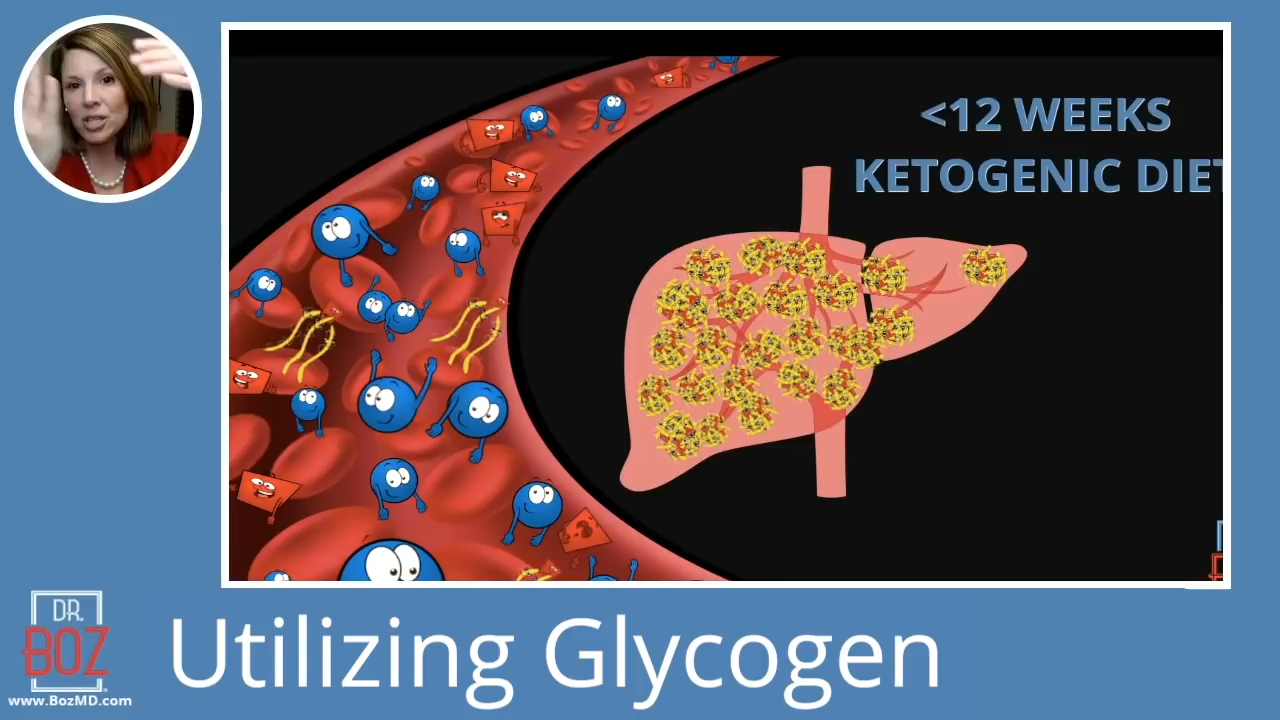 <12 WEEKS
KETOGENIC DIET
DR.
BOZ
www.BozMD.com
Utilizing Glycogen